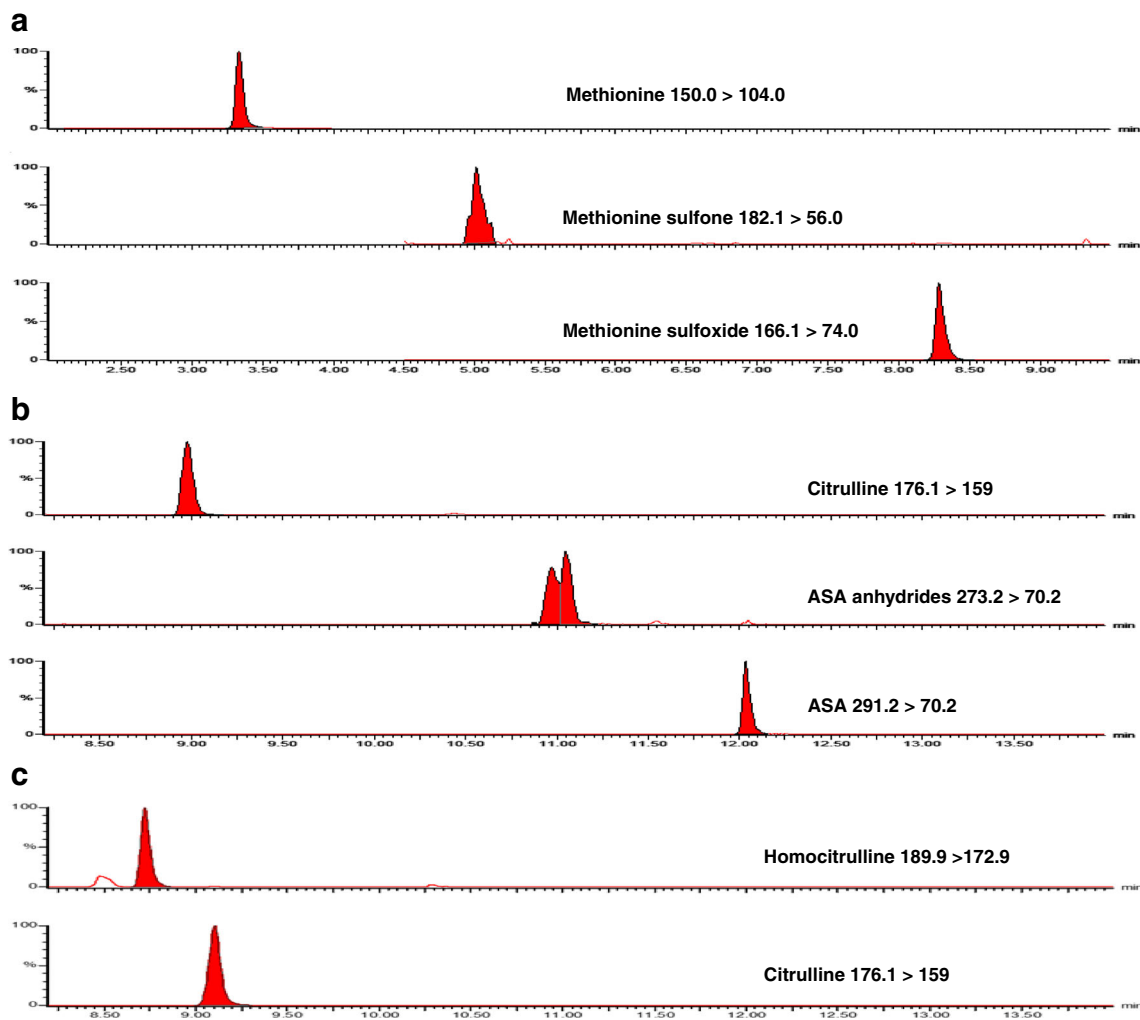 a
100
%
0
min
Methionine 150.0 > 104.0
100
%
0
min
Methionine sulfone 182.1 > 56.0
100
%
0
min
Methionine sulfoxide 166.1 > 74.0
2.50 3.00 3.50 4.00 4.50 5.00 5.50 6.00 6.50 7.00 7.50 8.00 8.50 9.00
b
100
%
0
min
Citrulline 176.1 > 159
100
%
0
min
ASA anhydrides 273.2 > 70.2
100
%
0
min
ASA 291.2 > 70.2
8.50 9.00 9.50 10.00 10.50 11.00 11.50 12.00 12.50 13.00 13.50
c
100
%
0
min
Homocitrulline 189.9 >172.9
100
%
0
min
Citrulline 176.1 > 159
8.50 9.00 9.50 10.00 10.50 11.00 11.50 12.00 12.50 13.00 13.50